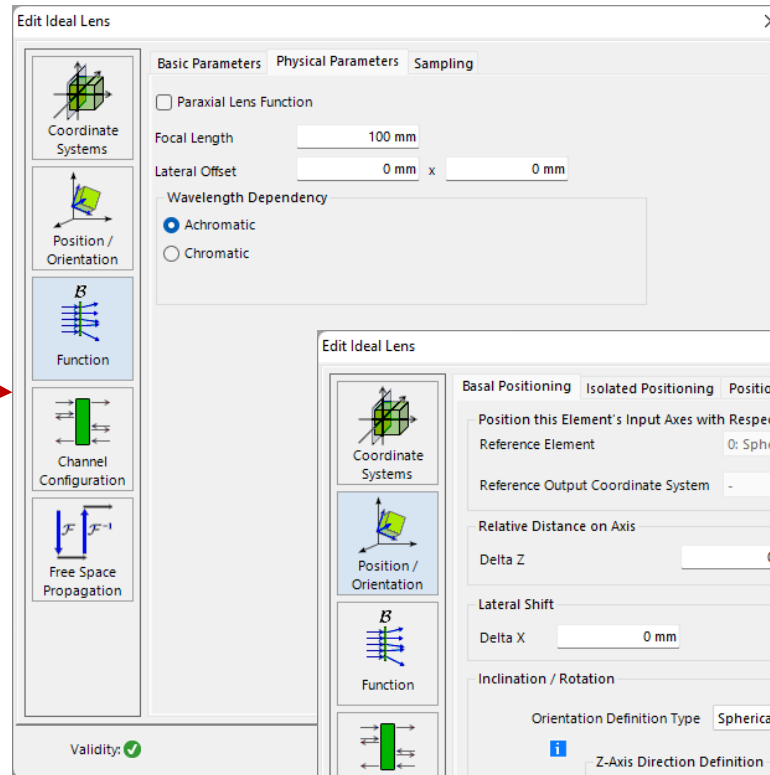 Edit Ideal Lens
Coordinate
Systems
Position /
Orientation
B
Function
Channel
Configuration
F F⁻¹
Free Space
Propagation
Validity:
Basic Parameters Physical Parameters Sampling
Paraxial Lens Function
Focal Length 100 mm
Lateral Offset 0 mm x 0 mm
Wavelength Dependency
Achromatic
Chromatic
Edit Ideal Lens
Coordinate
Systems
Position /
Orientation
B
Function
Basal Positioning Isolated Positioning
Position this Element's Input Axes with
Reference Element 0:
Reference Output Coordinate System -
Relative Distance on Axis
Delta Z
Lateral Shift
Delta X 0 mm
Inclination / Rotation
Orientation Definition Type
i
Z-Axis Direction Definition